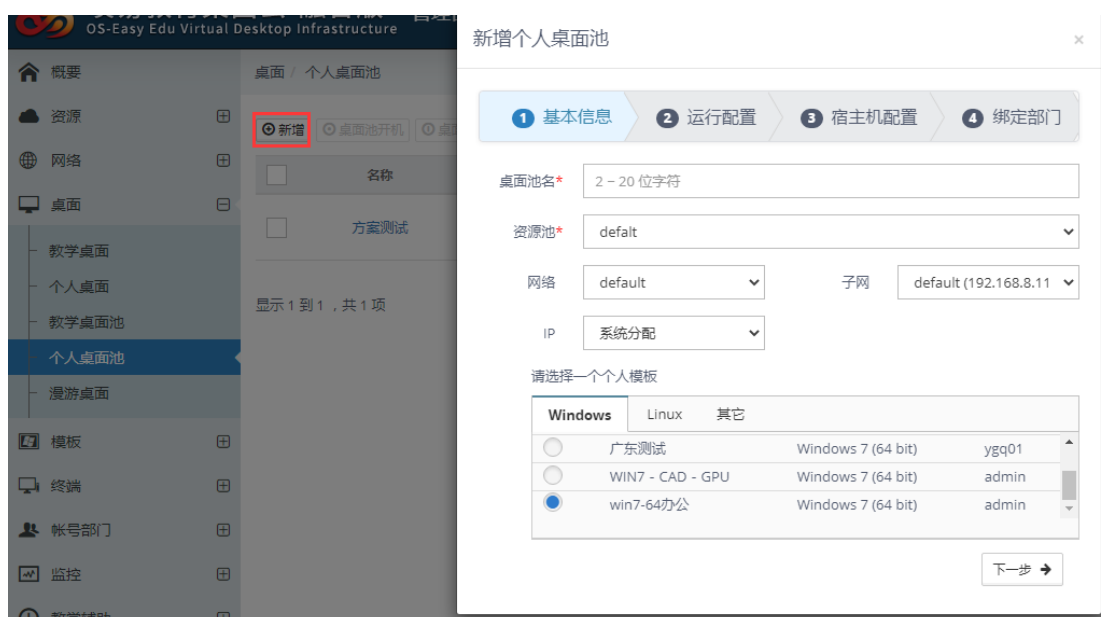 OS-Easy Edu Virtual Desktop Infrastructure
概要
资源
网络
桌面
教学桌面
个人桌面
教学桌面池
个人桌面池
漫游桌面
模板
终端
帐号部门
监控
桌面 / 个人桌面池
新增 桌面池开机
名称
方案测试
显示 1 到 1 ，共 1 项
新增个人桌面池 ×
1 基本信息 2 运行配置 3 宿主机配置 4 绑定部门
桌面池名* 2 – 20 位字符
资源池* defalt
网络 default 子网 default (192.168.8.11
IP 系统分配
请选择一个个人模板
Windows Linux 其它
广东测试 Windows 7 (64 bit) ygq01
WIN7 - CAD - GPU Windows 7 (64 bit) admin
win7-64办公 Windows 7 (64 bit) admin
下一步